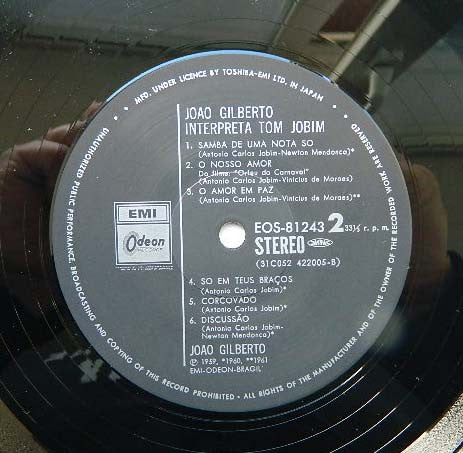 MFD. UNDER LICENCE BY TOSHIBA-EMI LTD. IN JAPAN
JOAO GILBERTO
INTERPRETA TOM JOBIM
1. SAMBA DE UMA NOTA SO
(Antonio Carlos Jobim-Newton Mendonca)*
2. O NOSSO AMOR
Do films. "Orfeu do Carnaval"
(Antonio Carlos Jobim-Vinicius de Moraes)
3. O AMOR EM PAZ
(Antonio Carlos Jobim-Vinicius de Moraes)**
EMI
Odeon
EOS-81243 2 33⅓ r. p. m.
STEREO
(31C052 422005-B)
4. SO EM TEUS BRAÇOS
(Antonio Carlos Jobim)*
5. CORCOVADO
(Antonio Carlos Jobim)*
6. DISCUSSÃO
(Antonio Carlos Jobim-
Newton Mendonca)*
JOAO GILBERTO
℗ 1959, *1960, **1961
EMI-ODEON-BRAGIL'
UNAUTHORIZED PUBLIC PERFORMANCE, BROADCASTING AND COPYING OF THIS RECORD PROHIBITED • ALL RIGHTS OF THE MANUFACTURER AND OF THE OWNER OF THE RECORDED WORK ARE RESERVED